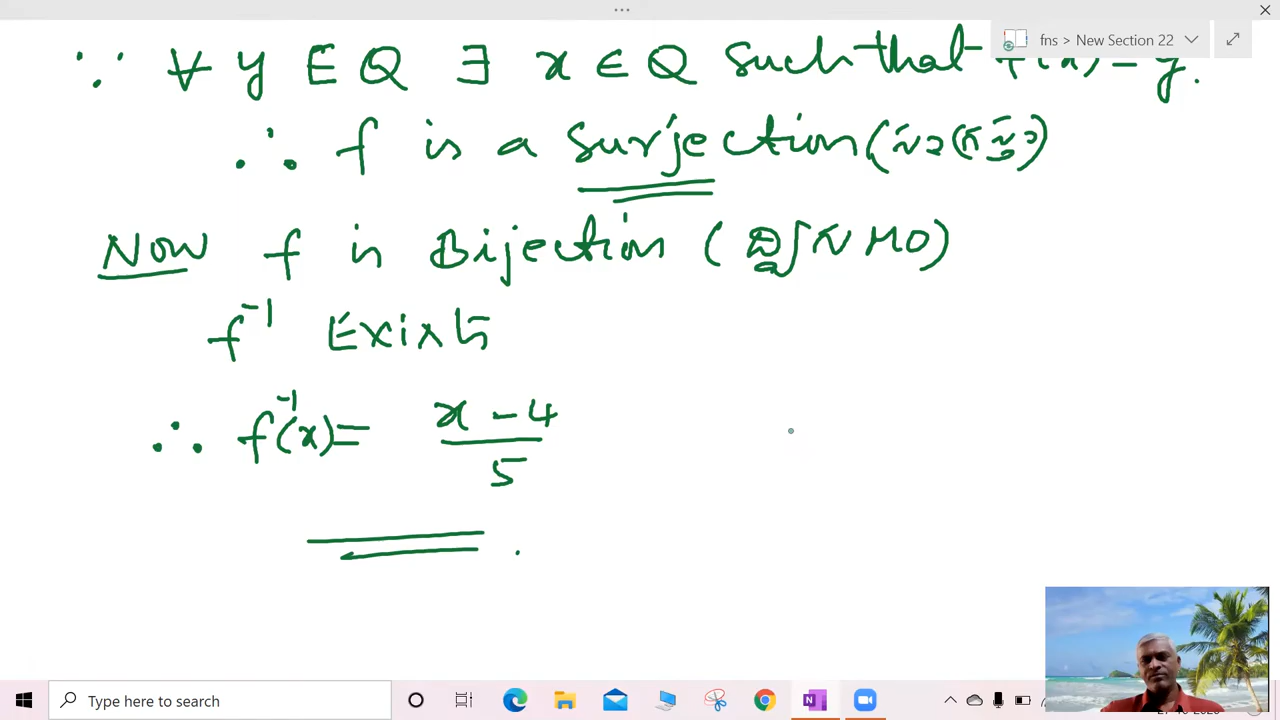 fns > New Section 22
∵ ∀ y E Q ∃ x ∈ Q such that f(x) = y.
∴ f is a surjection
Now f is Bijection
f⁻¹ Exists
∴ f⁻¹(x) = x - 4
5
Type here to search